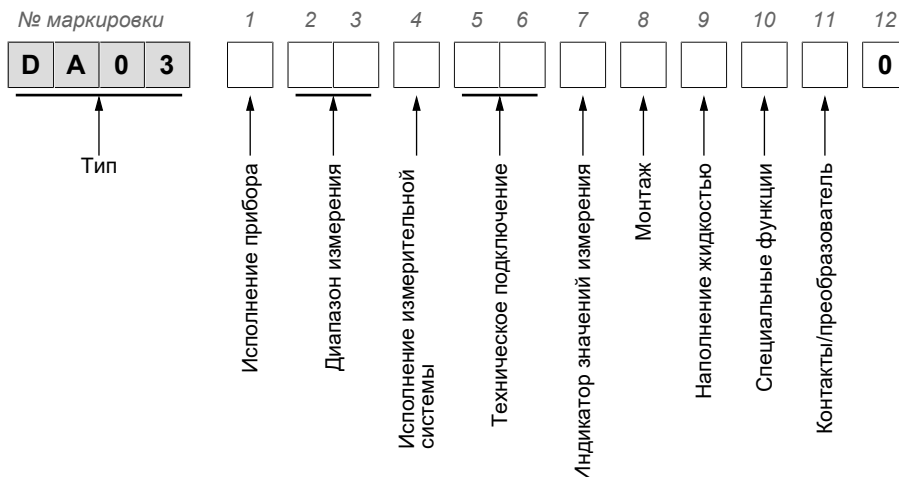 № маркировки 1 2 3 4 5 6 7 8 9 10 11 12
D A 0 3 0
Тип
Исполнение прибора
Диапазон измерения
Исполнение измерительной
системы
Техническое подключение
Индикатор значений измерения
Монтаж
Наполнение жидкостью
Специальные функции
Контакты/преобразователь